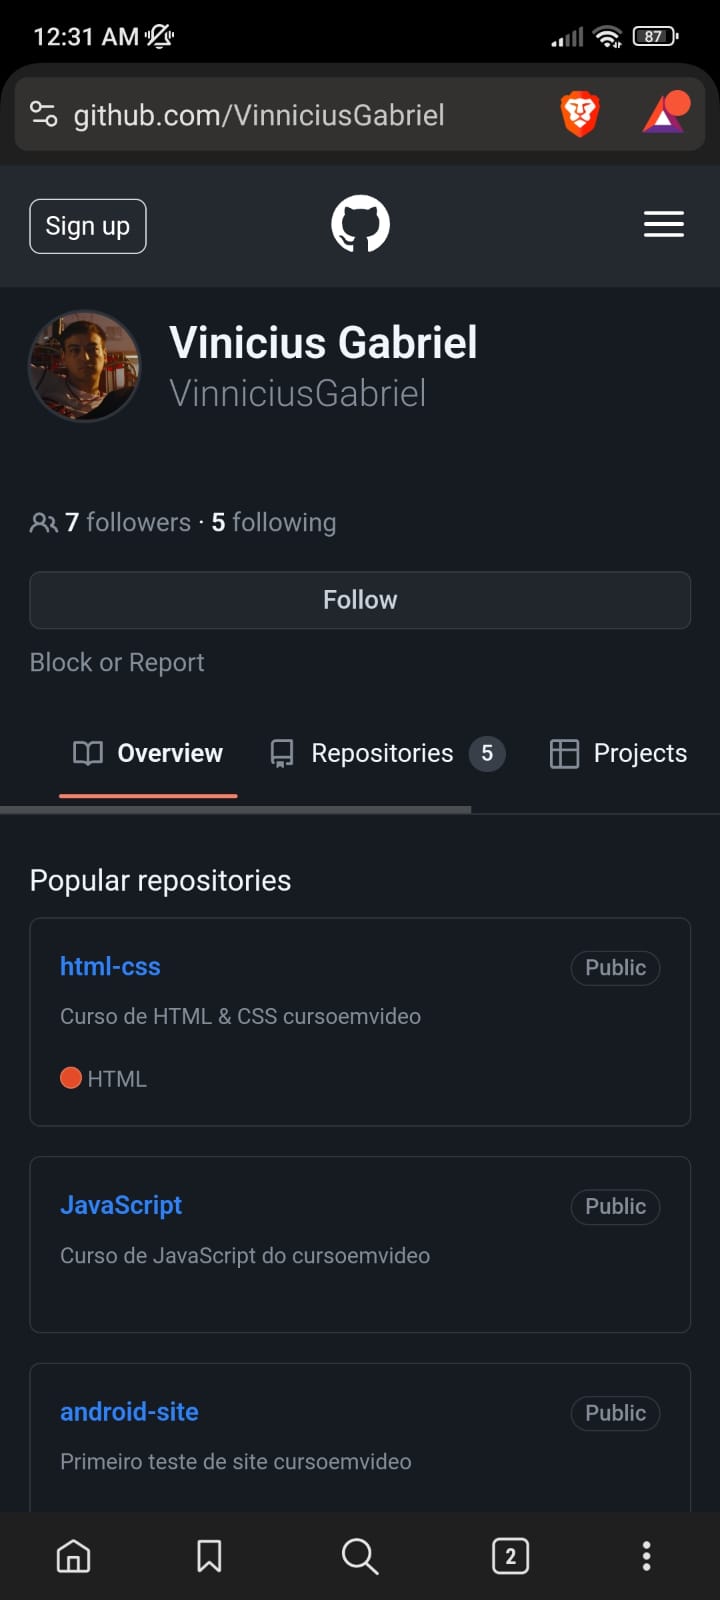 12:31 AM
87
github.com/VinniciusGabriel
Sign up
Vinicius Gabriel
VinniciusGabriel
7 followers · 5 following
Follow
Block or Report
Overview Repositories 5 Projects
Popular repositories
html-css Public
Curso de HTML & CSS cursoemvideo
HTML
JavaScript Public
Curso de JavaScript do cursoemvideo
android-site Public
Primeiro teste de site cursoemvideo
2